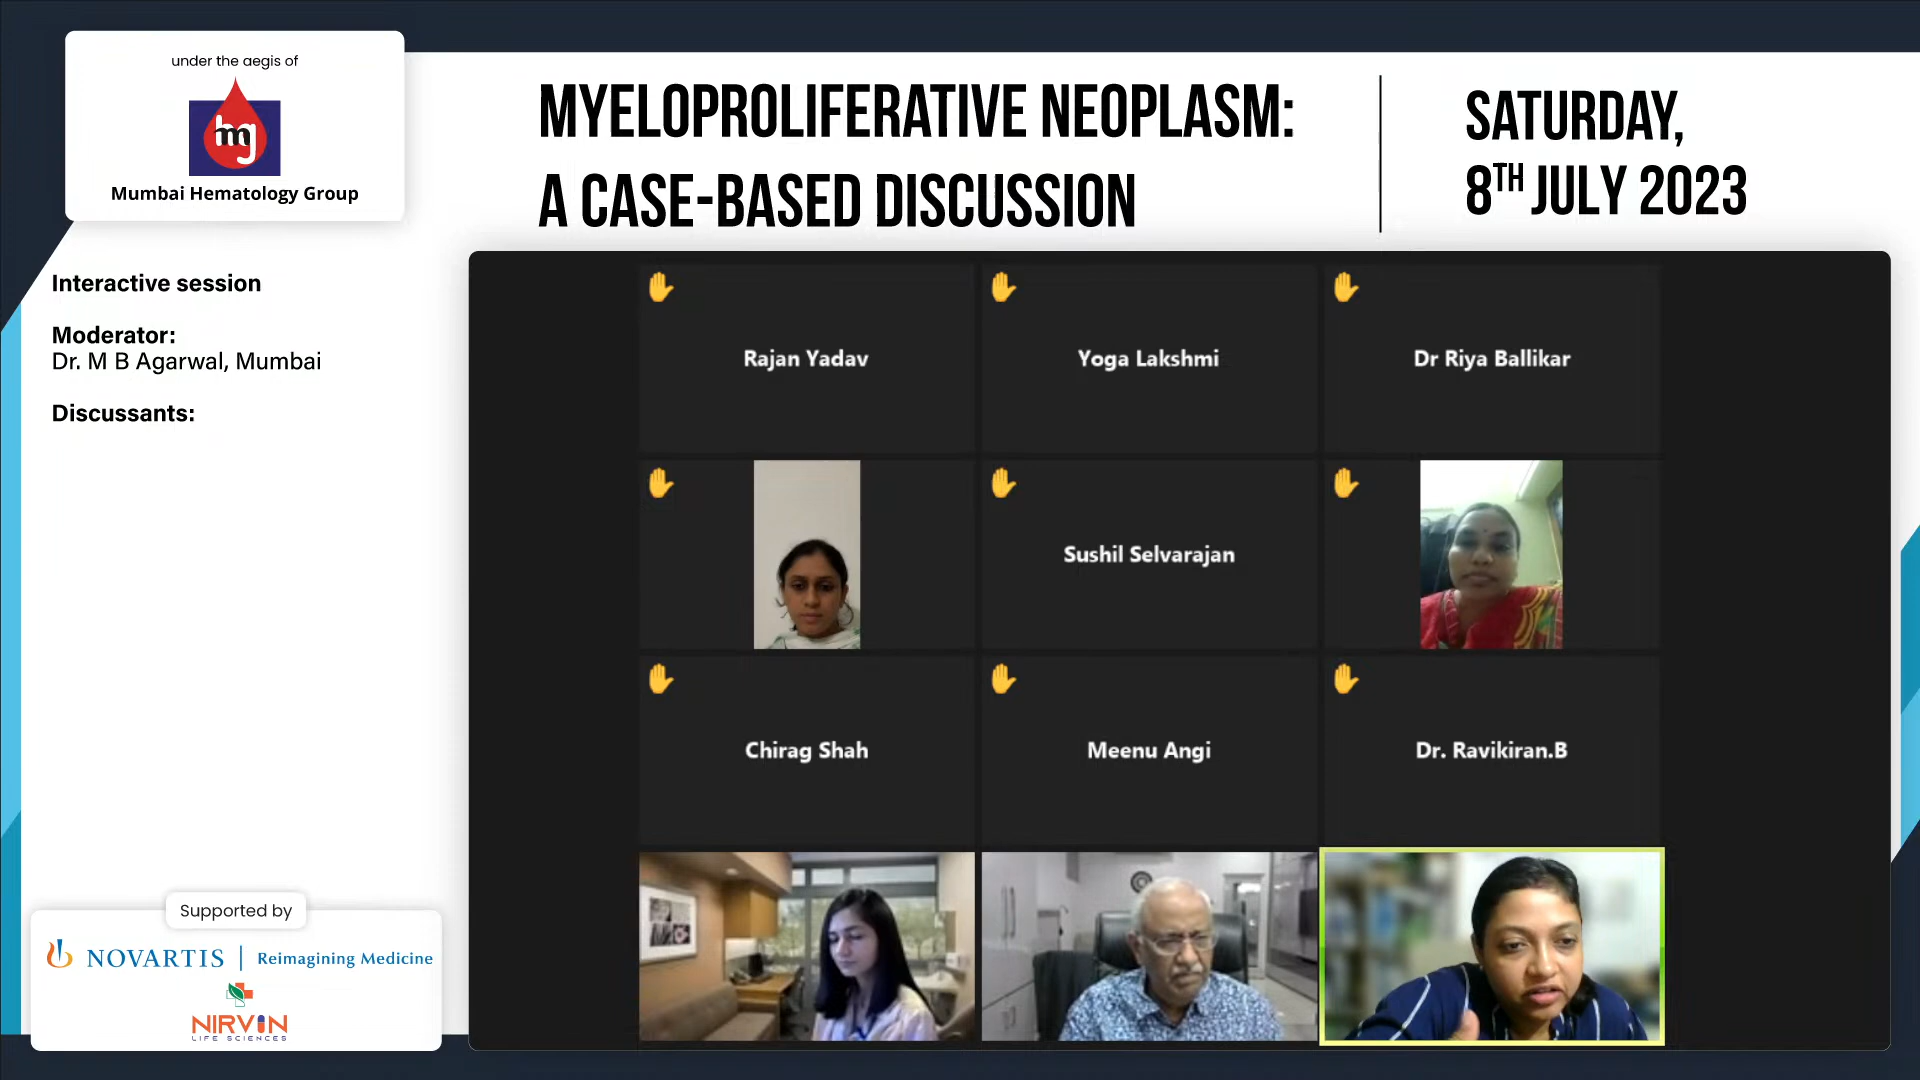 under the aegis of
mg
Mumbai Hematology Group
MYELOPROLIFERATIVE NEOPLASM:
A CASE-BASED DISCUSSION
SATURDAY,
8TH JULY 2023
Interactive session
Moderator:
Dr. M B Agarwal, Mumbai
Discussants:
Rajan Yadav
Yoga Lakshmi
Dr Riya Ballikar
Sushil Selvarajan
Chirag Shah
Meenu Angi
Dr. Ravikiran.B
Supported by
NOVARTIS | Reimagining Medicine
NIRVIN
LIFE SCIENCES